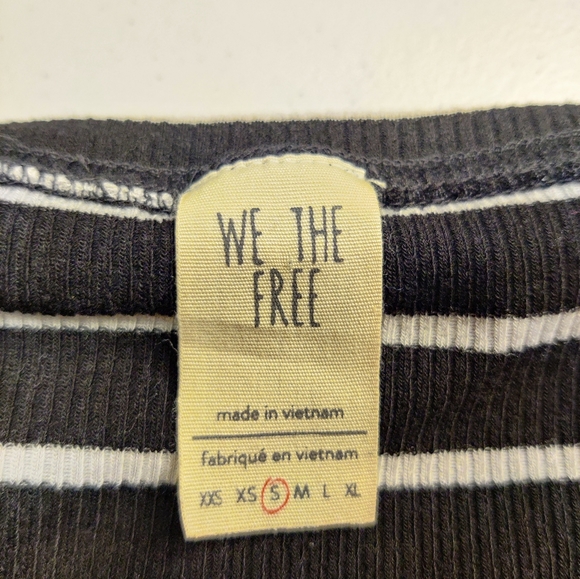 WE THE
FREE
made in vietnam
fabriqué en vietnam
XXS XS S M L XL